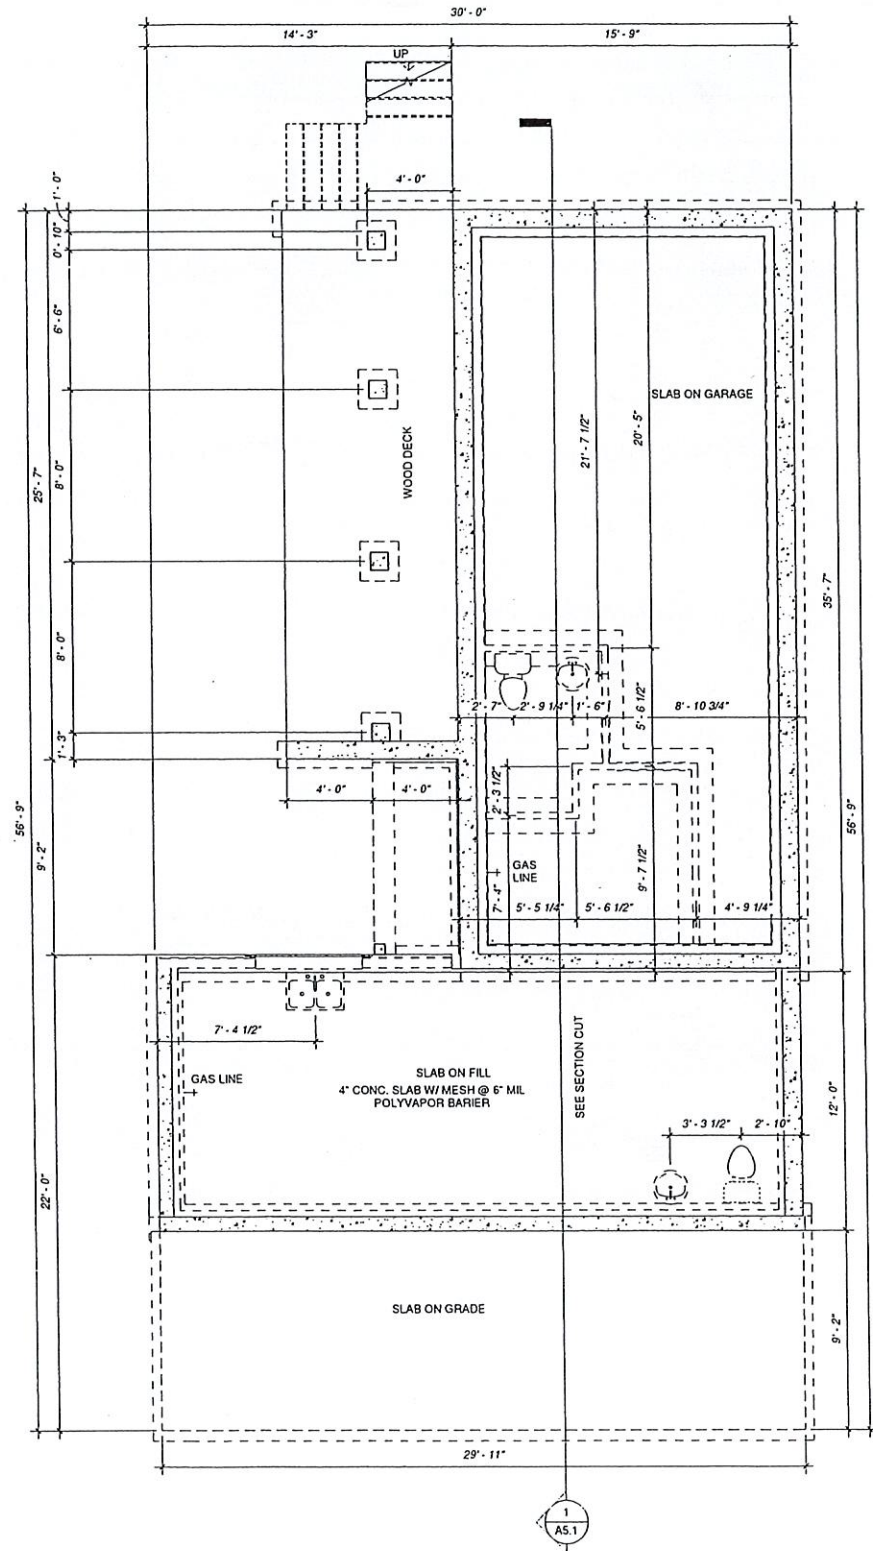 30' - 0"
14' - 3"
15' - 9"
UP
4' - 0"
1' - 0"
0' - 10"
6' - 6"
SLAB ON GARAGE
21' - 7 1/2"
20' - 5"
WOOD DECK
25' - 7"
8' - 0"
35' - 7"
8' - 0"
2' - 7"
2' - 9 1/4"
1' - 6"
5' - 6 1/2"
8' - 10 3/4"
1' - 3"
4' - 0"
4' - 0"
2' - 3 1/2"
56' - 9"
56' - 9"
9' - 2"
GAS
LINE
7' - 4"
9' - 7 1/2"
5' - 5 1/4"
5' - 6 1/2"
4' - 9 1/4"
7' - 4 1/2"
GAS LINE
SLAB ON FILL
4" CONC. SLAB W/ MESH @ 6" MIL
POLYVAPOR BARIER
SEE SECTION CUT
3' - 3 1/2"
2' - 10"
12' - 0"
22' - 0"
SLAB ON GRADE
9' - 2"
29' - 11"
1
A5.1